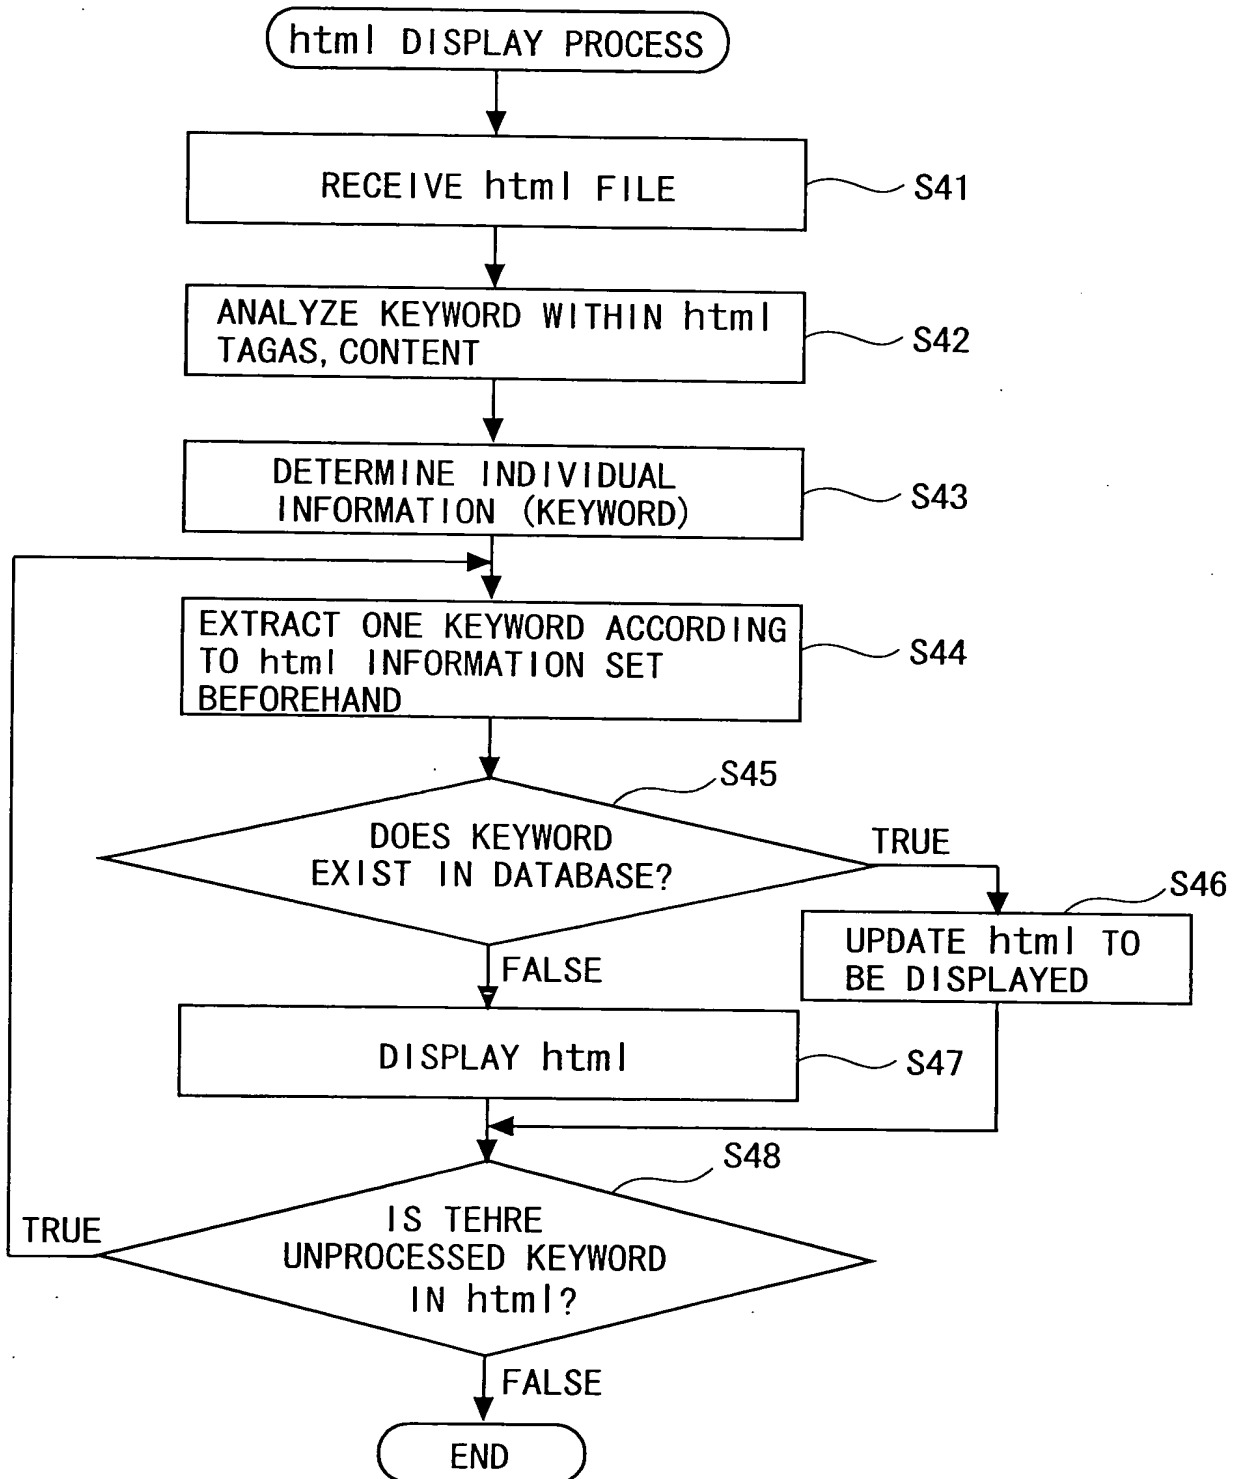 html DISPLAY PROCESS
RECEIVE html FILE
S41
ANALYZE KEYWORD WITHIN html
TAGAS, CONTENT
S42
DETERMINE INDIVIDUAL
INFORMATION (KEYWORD)
S43
EXTRACT ONE KEYWORD ACCORDING
TO html INFORMATION SET
BEFOREHAND
S44
S45
DOES KEYWORD
EXIST IN DATABASE?
TRUE
S46
UPDATE html TO
BE DISPLAYED
FALSE
DISPLAY html
S47
S48
IS TEHRE
UNPROCESSED KEYWORD
IN html?
TRUE
FALSE
END